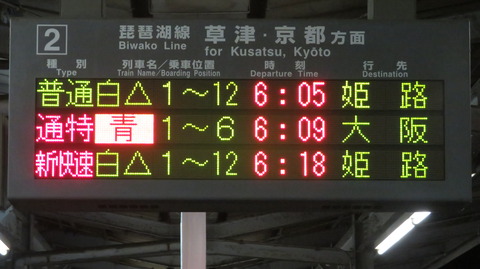 2 琵琶湖線 草津・京都方面
Biwako Line for Kusatsu, Kyōto
種別 列車名/乗車位置 時刻 行先
Type Train Name/Boarding Position Departure Time Destination
普通 白△ 1～12 6:05 姫路
通特 青 1～6 6:09 大阪
新快速 白△ 1～12 6:18 姫路